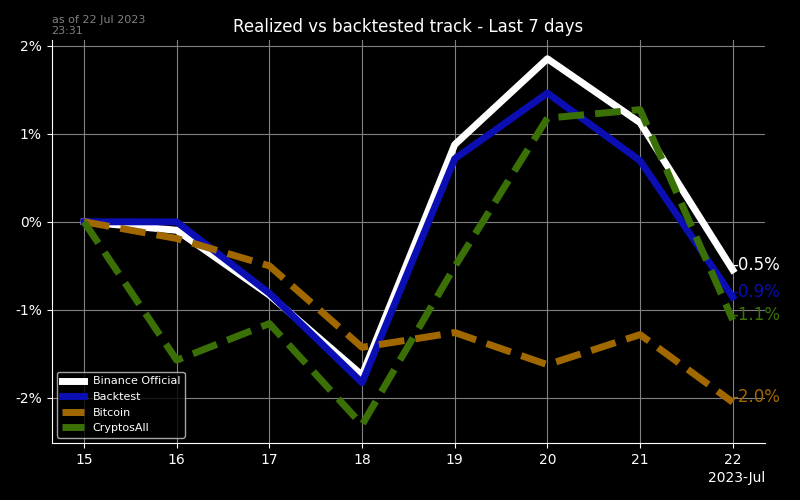 as of 22 Jul 2023
23:31
Realized vs backtested track - Last 7 days
2%
1%
0%
-1%
-2%
-0.5%
-0.9%
-1.1%
-2.0%
Binance Official
Backtest
Bitcoin
CryptosAll
15 16 17 18 19 20 21 22
2023-Jul